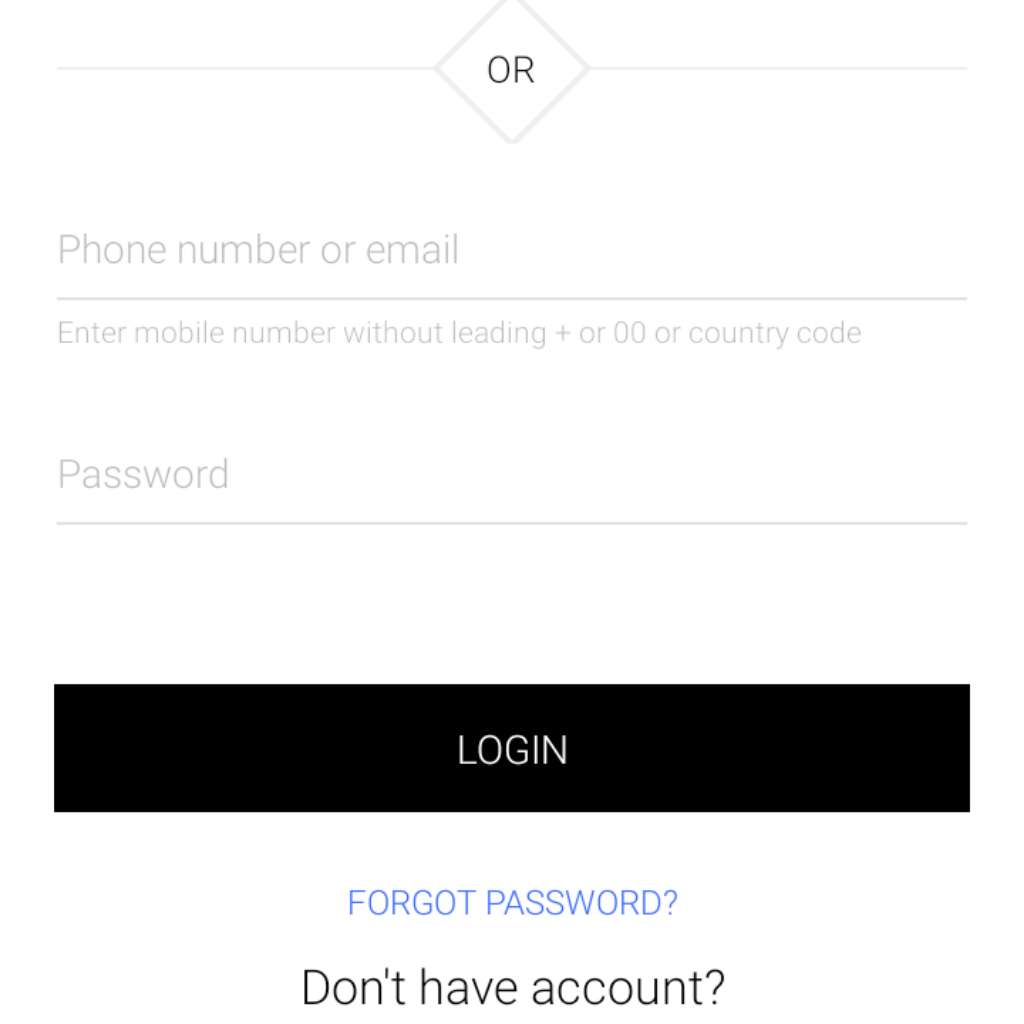 OR
Phone number or email
Enter mobile number without leading + or 00 or country code
Password
LOGIN
FORGOT PASSWORD?
Don't have account?